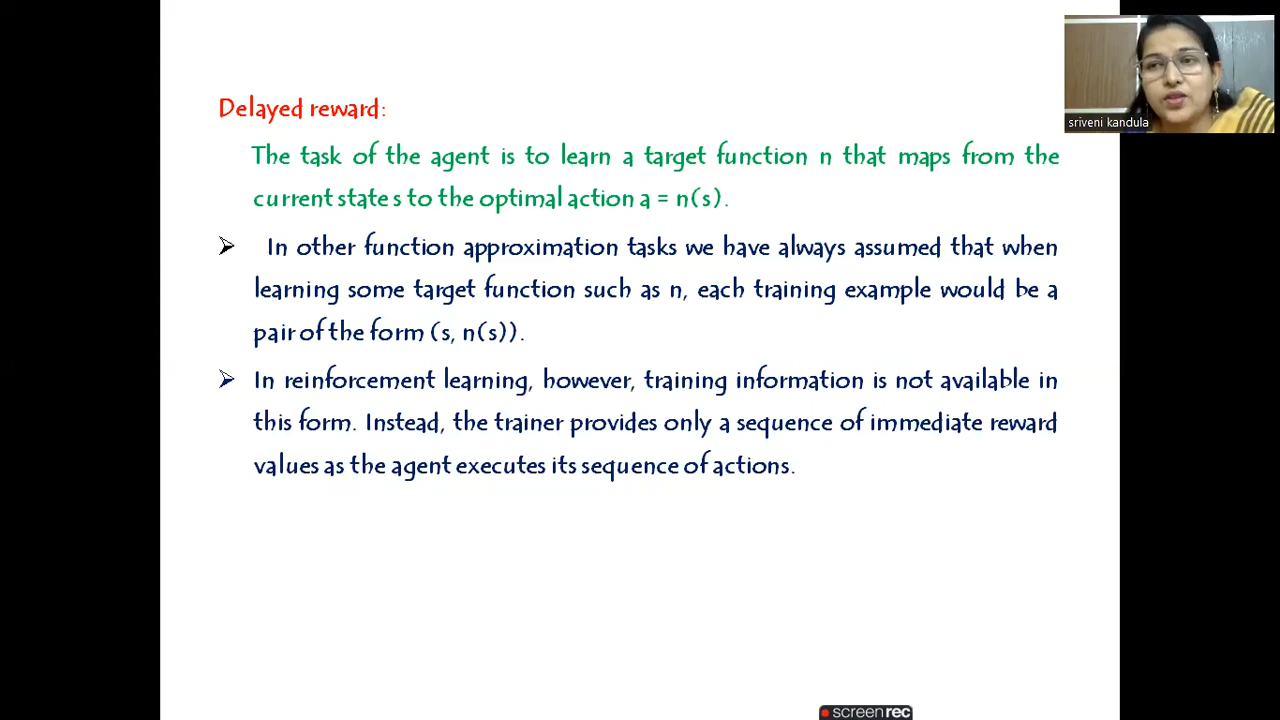 Delayed reward:
The task of the agent is to learn a target function n that maps from the
current state s to the optimal action a = n(s).
➢ In other function approximation tasks we have always assumed that when
learning some target function such as n, each training example would be a
pair of the form (s, n(s)).
➢ In reinforcement learning, however, training information is not available in
this form. Instead, the trainer provides only a sequence of immediate reward
values as the agent executes its sequence of actions.
sriveni kandula
screenrec